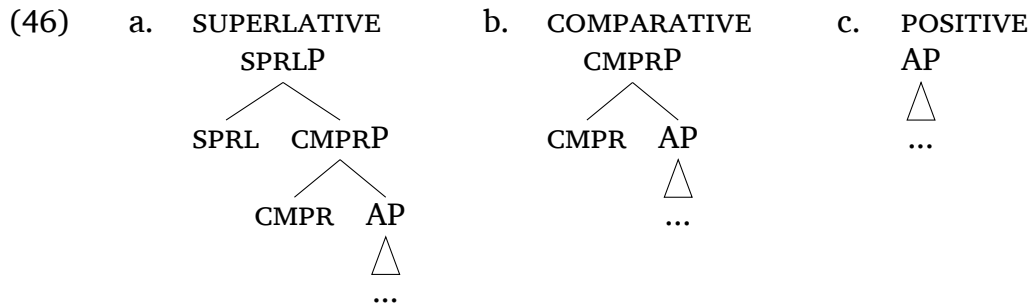 (46) a. SUPERLATIVE b. COMPARATIVE c. POSITIVE
SPRLP CMPRP AP
SPRL CMPRP CMPR AP ...
CMPR AP ...
...